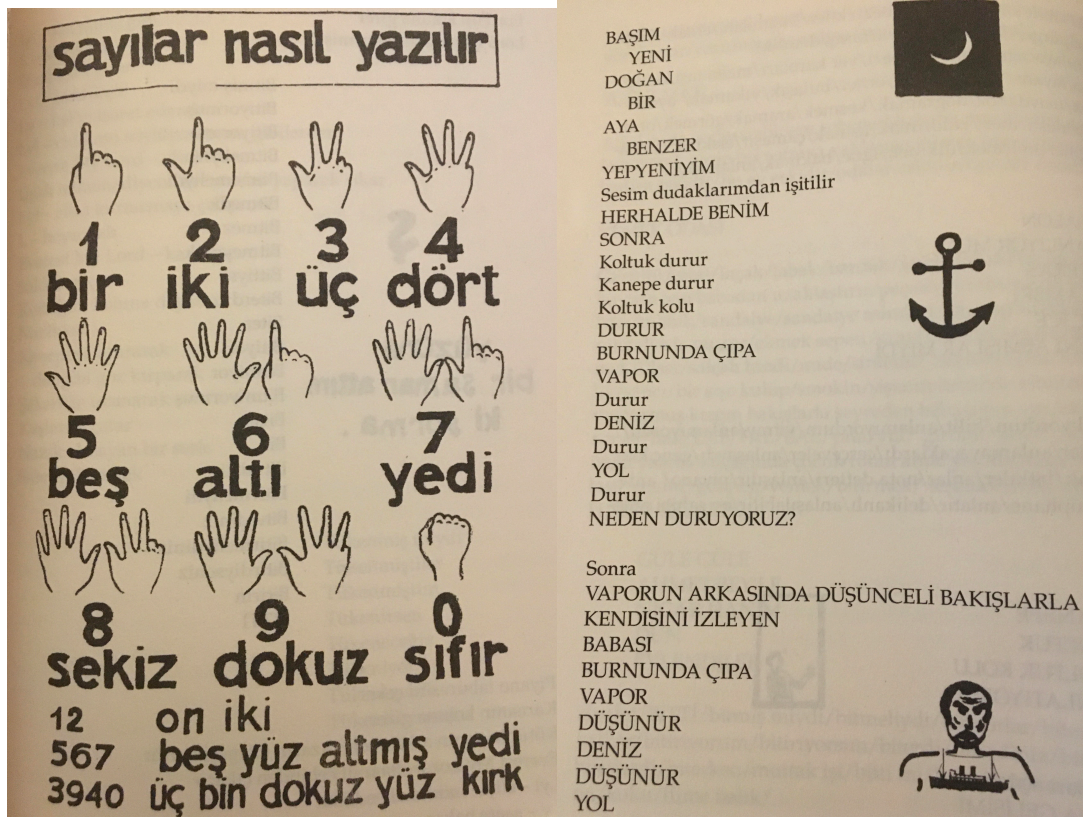 sayılar nasıl yazılır
1 2 3 4
bir iki üç dört
5 6 7
beş altı yedi
8 9 0
sekiz dokuz sıfır
12 on iki
567 beş yüz altmış yedi
3940 üç bin dokuz yüz kırk
BAŞIM
YENİ
DOĞAN
BİR
AYA
BENZER
YEPYENİYİM
Sesim dudaklarımdan işitilir
HERHALDE BENİM
SONRA
Koltuk durur
Kanepe durur
Koltuk kolu
DURUR
BURNUNDA ÇIPA
VAPOR
Durur
DENİZ
Durur
YOL
Durur
NEDEN DURUYORUZ?
Sonra
VAPORUN ARKASINDA DÜŞÜNCELİ BAKIŞLARLA
KENDİSİNİ İZLEYEN
BABASI
BURNUNDA ÇIPA
VAPOR
DÜŞÜNÜR
DENİZ
DÜŞÜNÜR
YOL